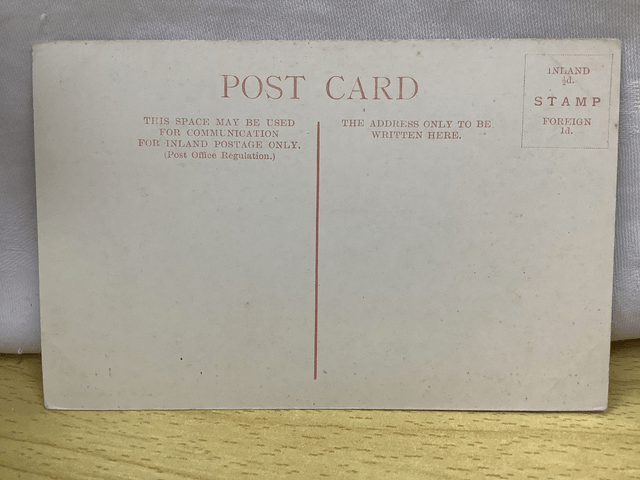 POST CARD
THIS SPACE MAY BE USED
FOR COMMUNICATION
FOR INLAND POSTAGE ONLY.
(Post Office Regulation.)
THE ADDRESS ONLY TO BE
WRITTEN HERE.
INLAND
½d.
STAMP
FOREIGN
1d.